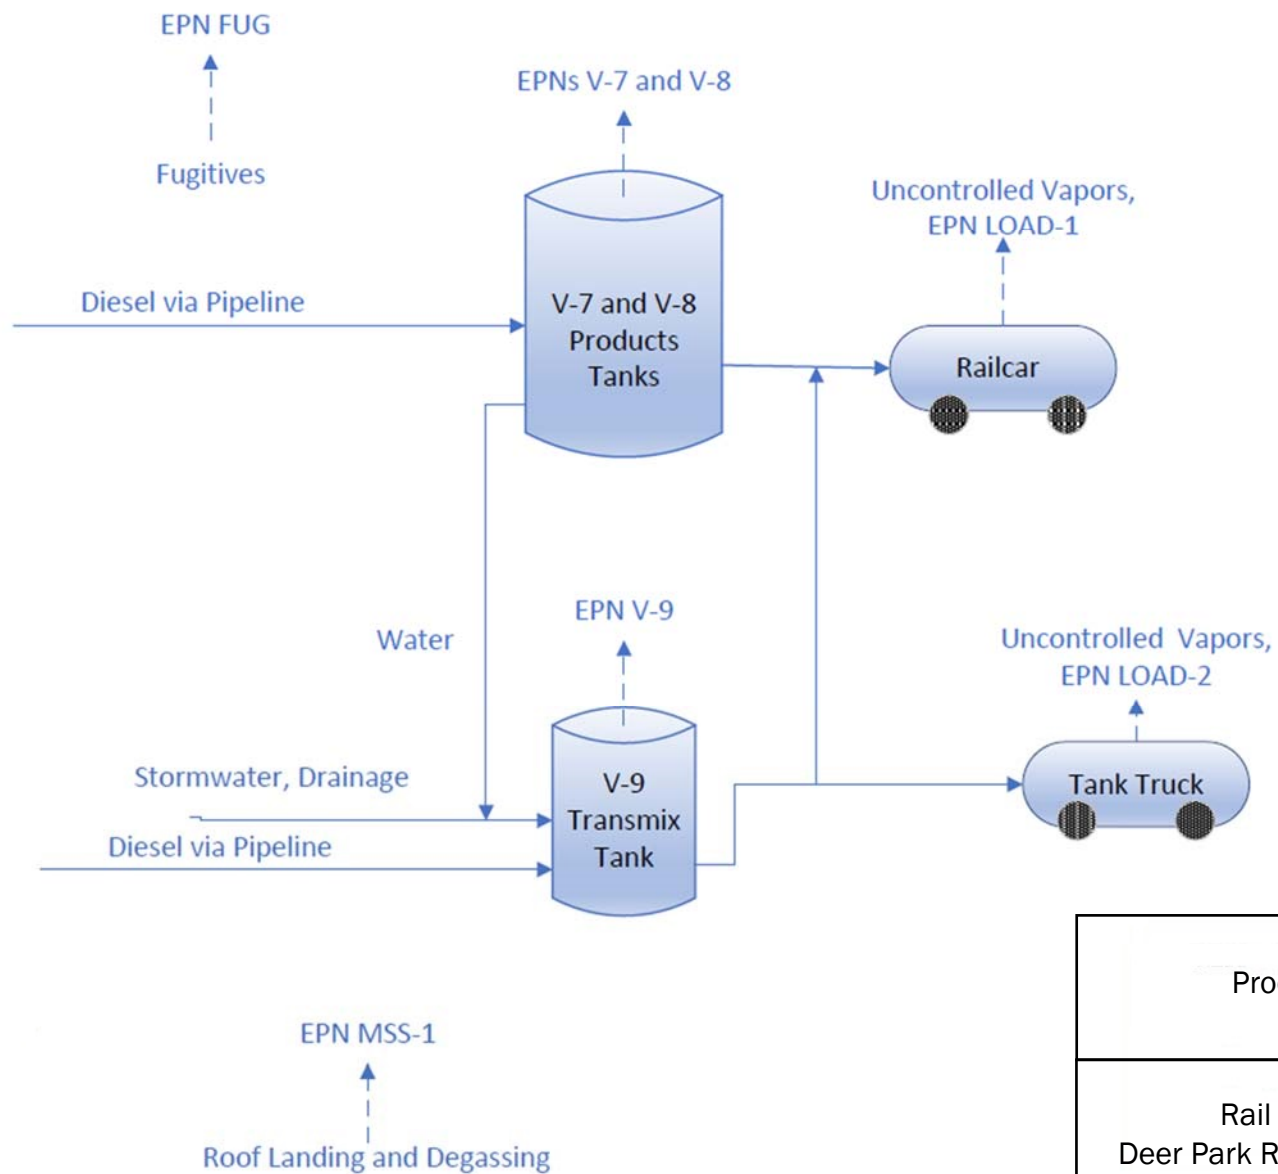 EPN FUG
Fugitives
EPNs V-7 and V-8
Uncontrolled Vapors,
EPN LOAD-1
Diesel via Pipeline
V-7 and V-8
Products
Tanks
Railcar
Water
EPN V-9
Uncontrolled Vapors,
EPN LOAD-2
Stormwater, Drainage
Diesel via Pipeline
V-9
Transmix
Tank
Tank Truck
EPN MSS-1
Roof Landing and Degassing
Rail
Deer Park R